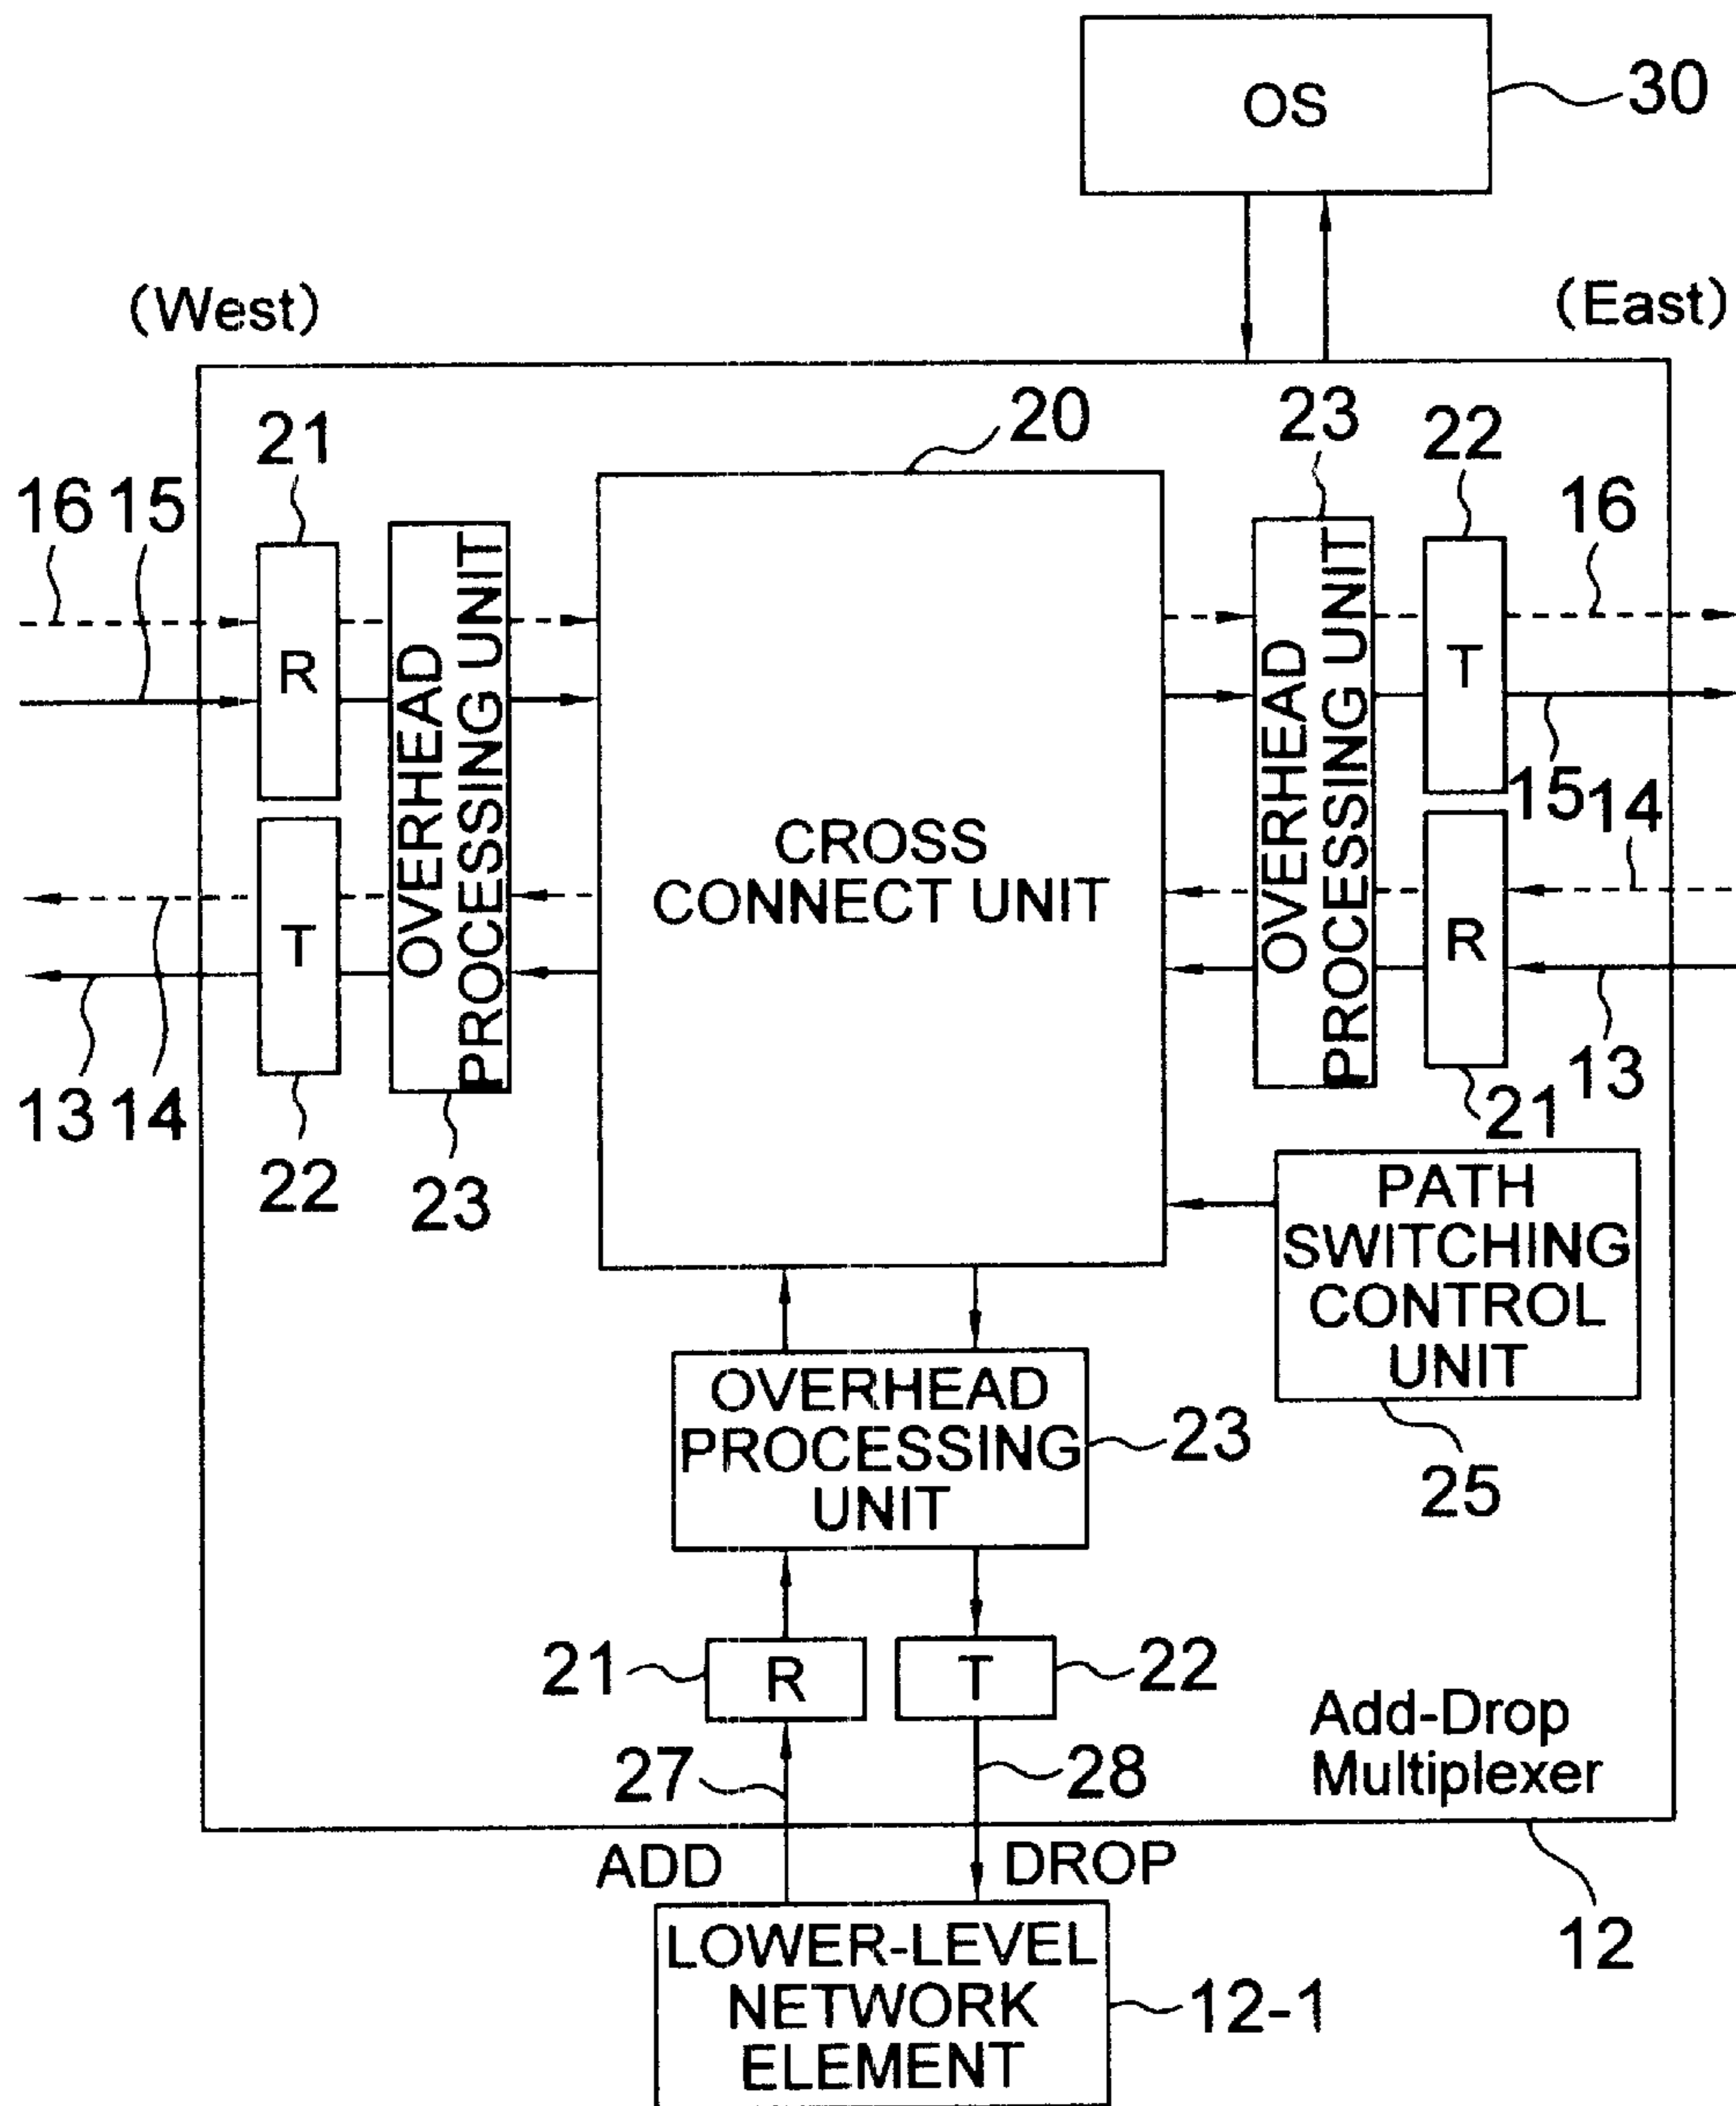 OS
30
(West)
(East)
20
23
21
22
16
15
16
OVERHEAD
PROCESSING UNIT
OVERHEAD
PROCESSING UNIT
R
T
15
14
CROSS
CONNECT UNIT
T
R
13
14
13
22
23
21
PATH
SWITCHING
CONTROL
UNIT
25
OVERHEAD
PROCESSING
UNIT
23
21
R
T
22
27
28
Add-Drop
Multiplexer
ADD
DROP
12
LOWER-LEVEL
NETWORK
ELEMENT
12-1